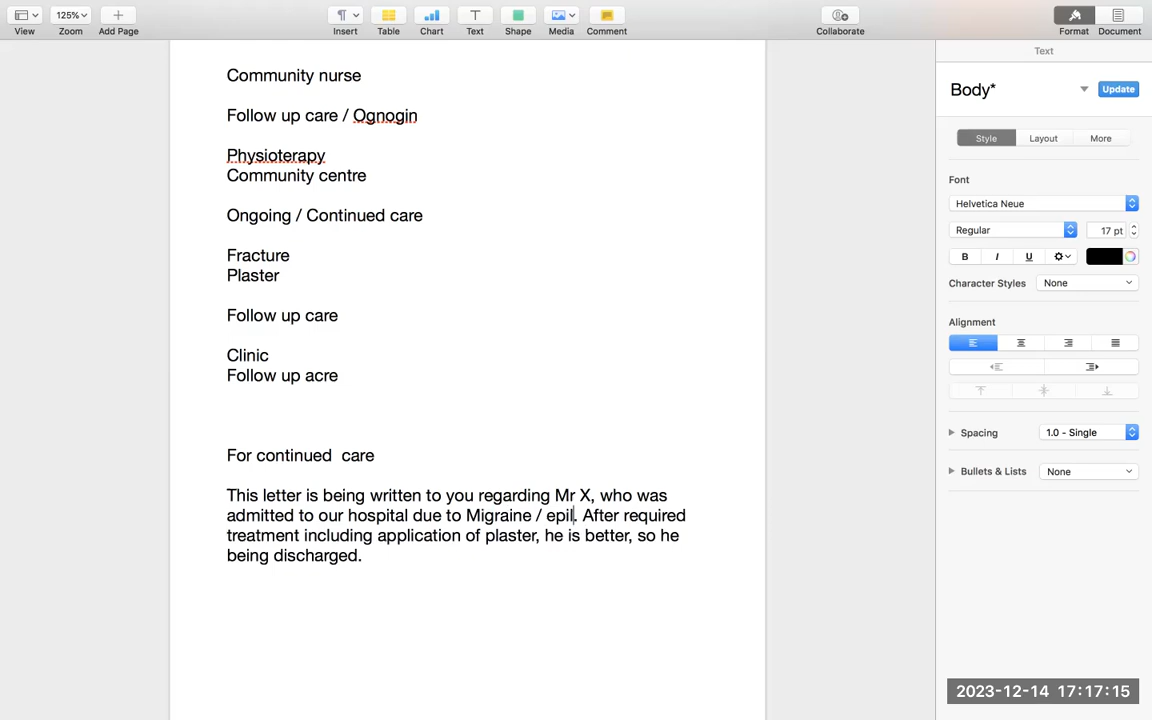 View
125%
Zoom
Add Page
Insert
Table
Chart
Text
Shape
Media
Comment
Collaborate
Format
Document
Community nurse
Follow up care / Ognogin
Physioterapy
Community centre
Ongoing / Continued care
Fracture
Plaster
Follow up care
Clinic
Follow up acre
For continued  care
This letter is being written to you regarding Mr X, who was
admitted to our hospital due to Migraine / epil. After required
treatment including application of plaster, he is better, so he
being discharged.
Text
Body*
Update
Style Layout More
Font
Helvetica Neue
Regular 17 pt
B I U
Character Styles None
Alignment
Spacing 1.0 - Single
Bullets & Lists None
2023-12-14 17:17:15